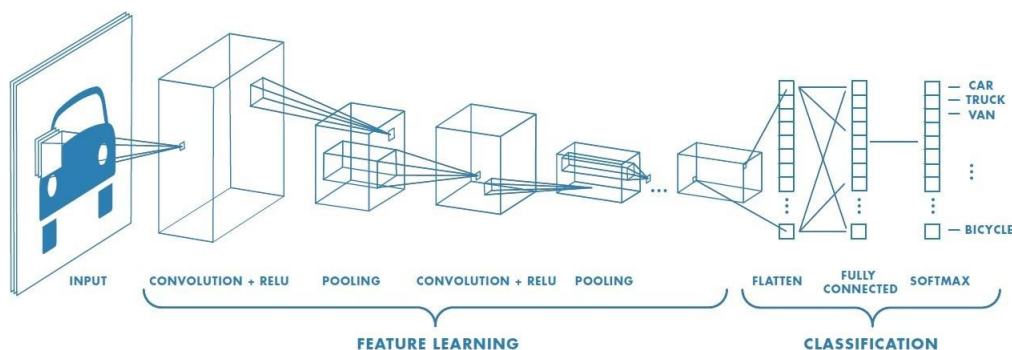 CAR
TRUCK
VAN
BICYCLE
INPUT
CONVOLUTION + RELU
POOLING
CONVOLUTION + RELU
POOLING
FLATTEN
FULLY
CONNECTED
SOFTMAX
FEATURE LEARNING
CLASSIFICATION